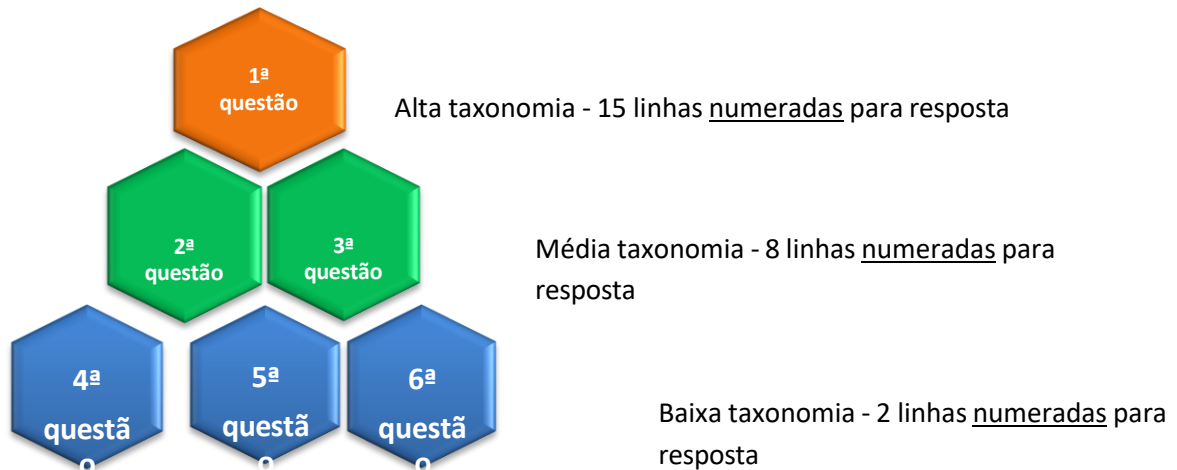 1ª
questão
Alta taxonomia - 15 linhas numeradas para resposta
2ª
questão
3ª
questão
Média taxonomia - 8 linhas numeradas para
resposta
4ª
questã
o
5ª
questã
o
6ª
questã
o
Baixa taxonomia - 2 linhas numeradas para
resposta